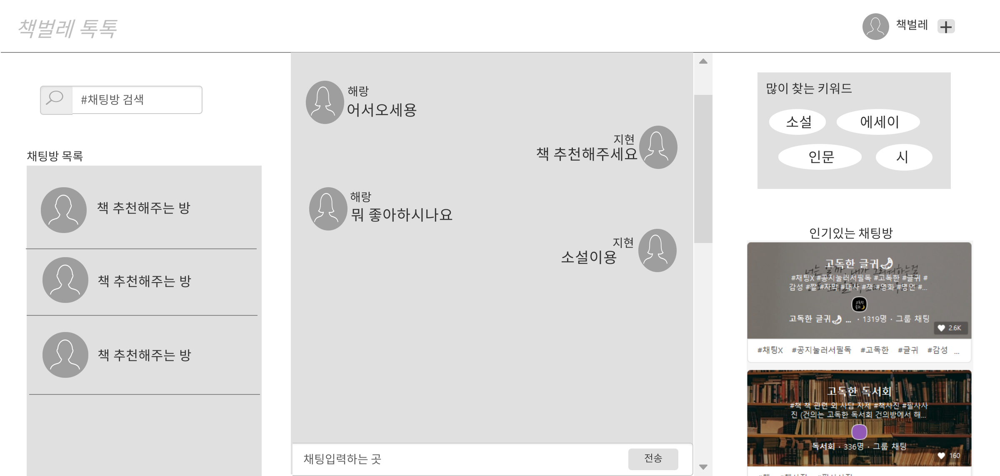 책벌레 톡톡
책벌레
#채팅방 검색
채팅방 목록
책 추천해주는 방
책 추천해주는 방
책 추천해주는 방
해랑
어서오세용
지현
책 추천해주세요
해랑
뭐 좋아하시나요
지현
소설이용
채팅입력하는 곳
전송
많이 찾는 키워드
소설 에세이
인문 시
인기있는 채팅방
고독한 글귀🌙
#채팅X #공지눌러서필독 #고독한 #글귀 #
감성 #짤 #자막 #대사 #책 #영화 #명언 #...
고독한 글귀🌙 ... · 1319명 · 그룹 채팅
2.6K
#채팅X #공지눌러서필독 #고독한 #글귀 #감성 ...
고독한 독서회
#책 책 관련 외 사담 자제 #책사진 #필사사
진 (건의는 고독한 독서회 건의방에서 해...
독서회 · 336명 · 그룹 채팅
160